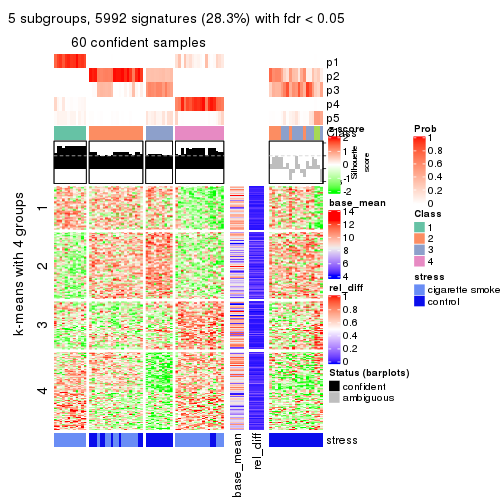 5 subgroups, 5992 signatures (28.3%) with fdr < 0.05
60 confident samples
p1
p2
p3
p4
p5
Class
Silhouette
score
1
2
3
4
k-means with 4 groups
stress
base_mean
rel_diff
z-score
2
1
0
-1
-2
base_mean
14
12
10
8
6
4
rel_diff
1
0.8
0.6
0.4
0.2
0
Status (barplots)
confident
ambiguous
Prob
1
0.8
0.6
0.4
0.2
0
Class
1
2
3
4
stress
cigarette smoke
control